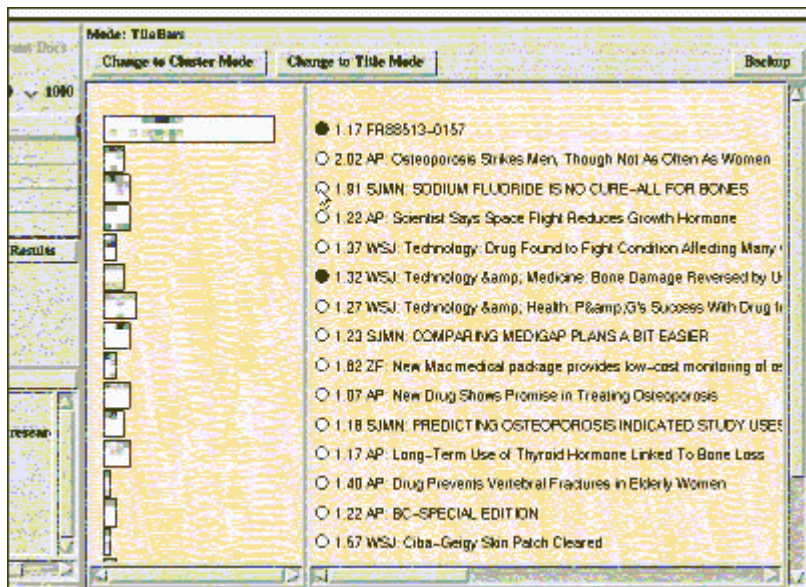 Mode: TileBars
Change to Cluster Mode Change to Title Mode Backup
1000
1.17 FR88513-0157
2.02 AP: Osteoporosis Strikes Men, Though Not As Often As Women
1.91 SJMN: SODIUM FLUORIDE IS NO CURE-ALL FOR BONES
1.22 AP: Scientist Says Space Flight Reduces Growth Hormone
1.37 WSJ: Technology: Drug Found to Fight Condition Affecting Many
Results
1.32 WSJ: Technology &amp; Medicine: Bone Damage Reversed by U
1.27 WSJ: Technology &amp; Health: P&amp;G's Success With Drug
1.23 SJMN: COMPARING MEDIGAP PLANS A BIT EASIER
1.82 ZF: New Mac medical package provides low-cost monitoring of
1.07 AP: New Drug Shows Promise in Treating Osteoporosis
1.18 SJMN: PREDICTING OSTEOPOROSIS INDICATED STUDY USES
resear
1.17 AP: Long-Term Use of Thyroid Hormone Linked To Bone Loss
1.40 AP: Drug Prevents Vertebral Fractures in Elderly Women
1.22 AP: BC-SPECIAL EDITION
1.57 WSJ: Ciba-Geigy Skin Patch Cleared